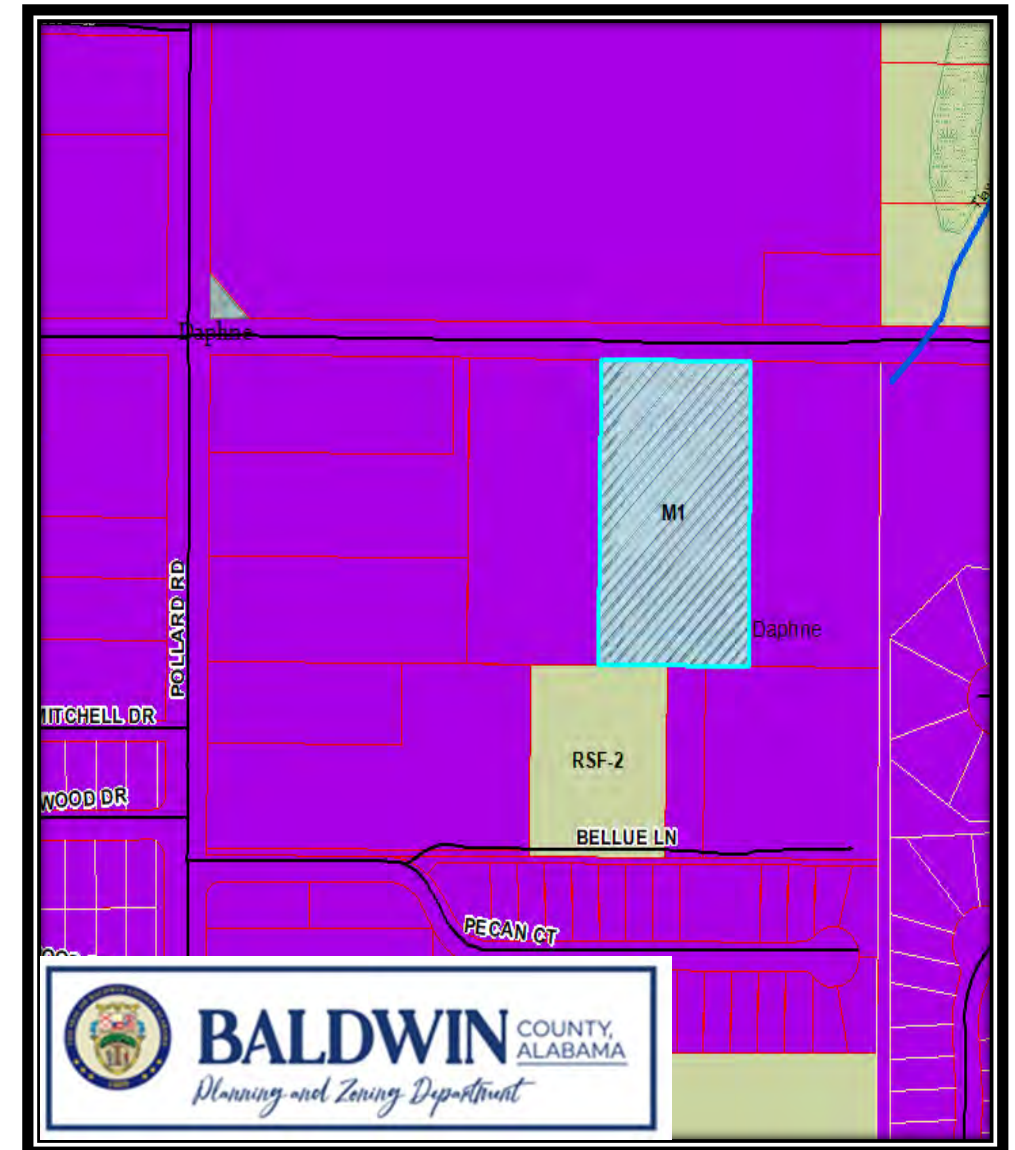 Daphne
M1
Daphne
POLLARD RD
MITCHELL DR
RSF-2
WOOD DR
BELLUE LN
PECAN CT
BALDWIN COUNTY, ALABAMA
Planning and Zoning Department